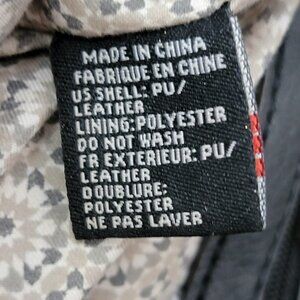 MADE IN CHINA
FABRIQUE EN CHINE
US SHELL: PU/
LEATHER
LINING: POLYESTER
DO NOT WASH
FR EXTERIEUR: PU/
LEATHER
DOUBLURE:
POLYESTER
NE PAS LAVER